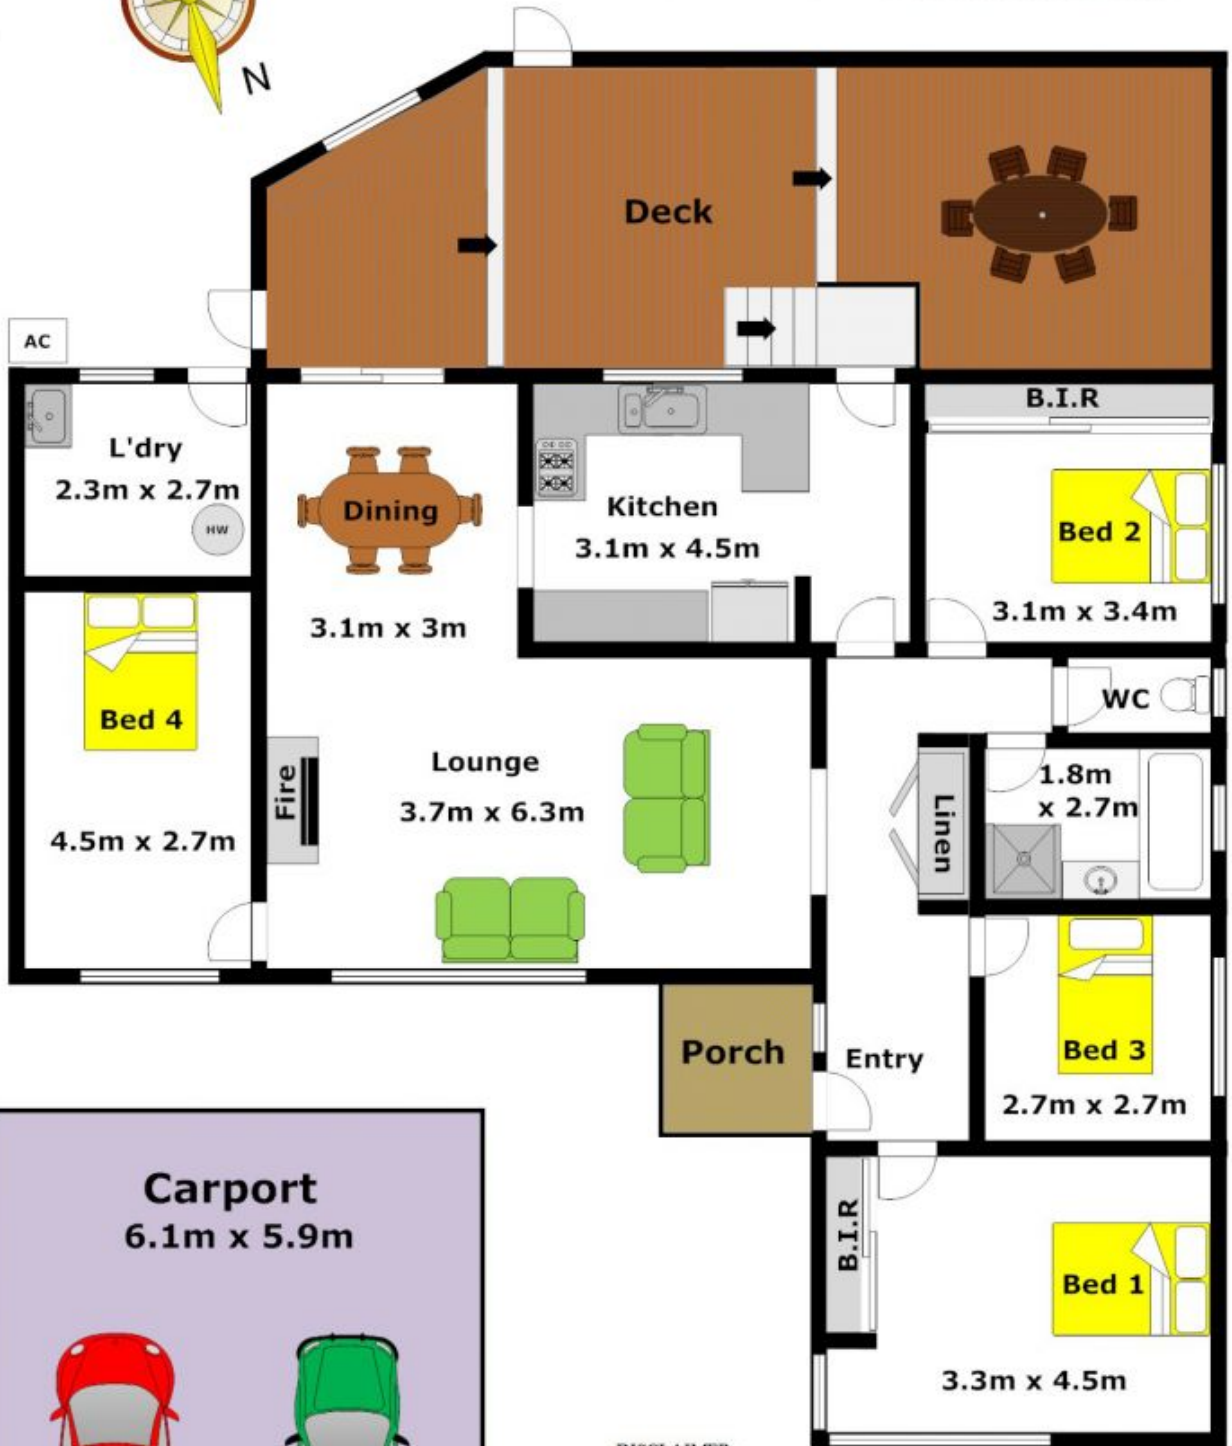 N
Deck
AC
B.I.R
L'dry
2.3m x 2.7m
HW
Dining
3.1m x 3m
Kitchen
3.1m x 4.5m
Bed 2
3.1m x 3.4m
WC
Bed 4
4.5m x 2.7m
Fire
Lounge
3.7m x 6.3m
Linen
1.8m
x 2.7m
Porch
Entry
Bed 3
2.7m x 2.7m
Carport
6.1m x 5.9m
B.I.R
Bed 1
3.3m x 4.5m